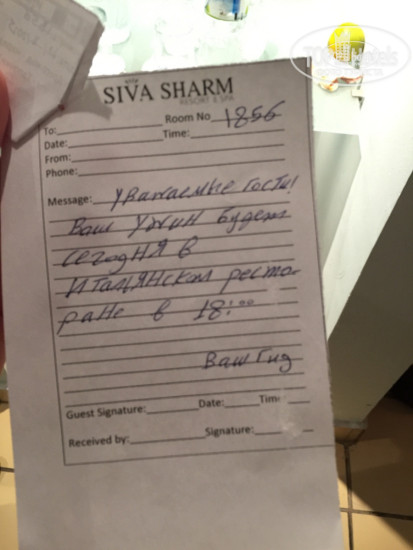 SIVA SHARM
RESORT & SPA
Room No 1856
To:
Date: Time:
From:
Phone:
Message: Уважаемые гости!
Ваш ужин будет
сегодня в
итальянском ресто-
ране в 18:00
Ваш гид
Guest Signature: Date: Time:
Received by: Signature: